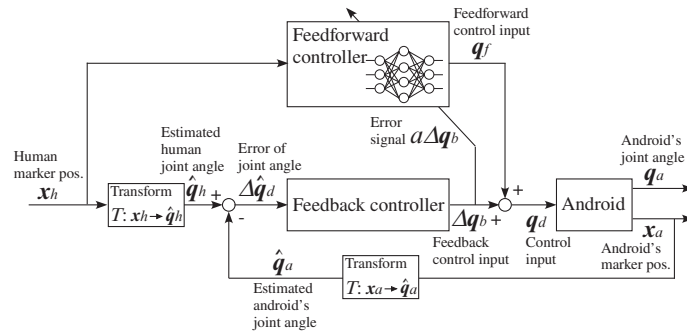 Feedforward
controller
Feedforward
control input
q_f
Error
signal aΔq_b
Human
marker pos.
x_h
Estimated
human
joint angle
q̂_h +
-
Error of
joint angle
Δq̂_d
Transform
T: x_h → q̂_h
Feedback controller
Δq_b +
+
Feedback
control input
q_d
Control
input
Android
Android's
joint angle
q_a
x_a
Android's
marker pos.
q̂_a
Estimated
android's
joint angle
Transform
T: x_a → q̂_a